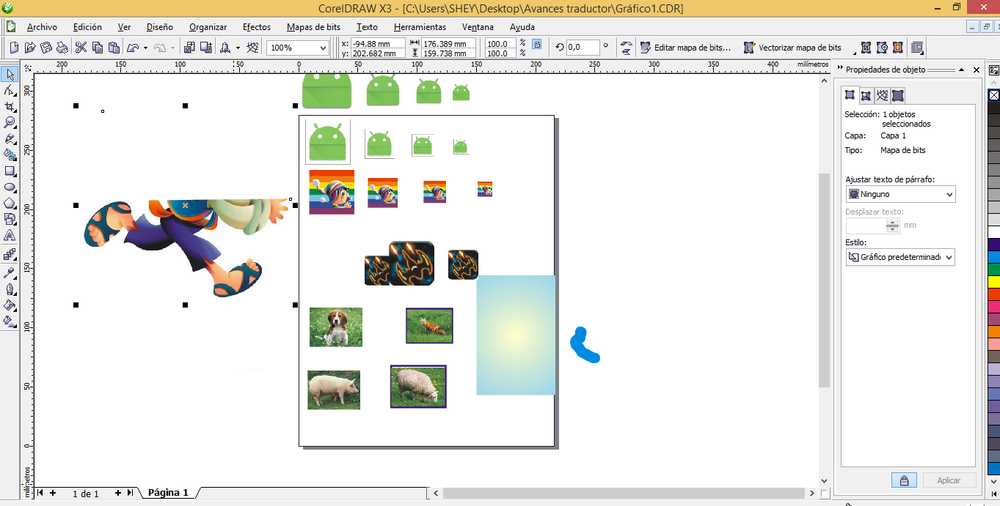 CorelDRAW X3 - [C:\Users\SHEY\Desktop\Avances traductor\Gráfico1.CDR]
Archivo Edición Ver Diseño Organizar Efectos Mapas de bits Texto Herramientas Ventana Ayuda
100% x: -94.88 mm 176.389 mm 100.0 % 0,0 ° Editar mapa de bits... Vectorizar mapa de bits
y: 202.682 mm 159.738 mm 100.0 %
200 150 100 50 0 50 100 150 200 250 300 350 400 milímetros
300
250
200
150
100
50
0
milímetros
Propiedades de objeto
Selección: 1 objetos
seleccionados
Capa: Capa 1
Tipo: Mapa de bits
Ajustar texto de párrafo:
Ninguno
Desplazar texto:
mm
Estilo:
Gráfico predeterminado
Aplicar
1 de 1 Página 1